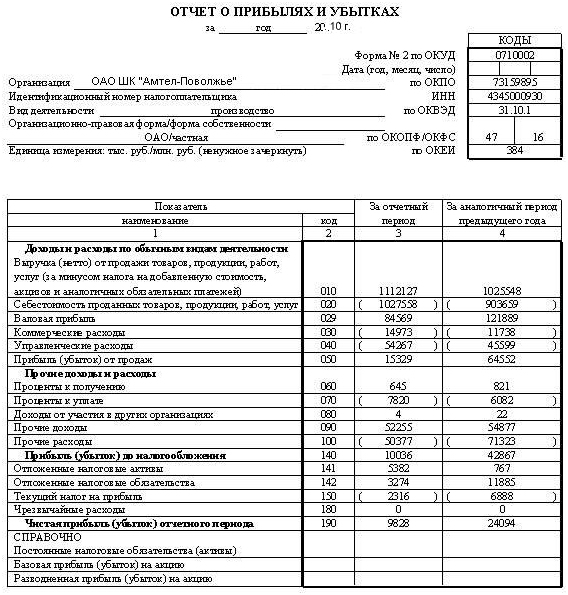 ОТЧЕТ О ПРИБЫЛЯХ И УБЫТКАХ
за год 20.10 г.
КОДЫ
Форма № 2 по ОКУД 0710002
Дата (год, месяц, число)
Организация ОАО ШК "Амтел-Поволжье" по ОКПО 73159895
Идентификационный номер налогоплательщика ИНН 4345000930
Вид деятельности производство по ОКВЭД 31.10.1
Организационно-правовая форма/форма собственности
ОАО/частная по ОКОПФ/ОКФС 47 16
Единица измерения: тыс. руб./млн. руб. (ненужное зачеркнуть) по ОКЕИ 384
Показатель За отчетный период За аналогичный период предыдущего года
наименование код
1 2 3 4
Доходы и расходы по обычным видам деятельности
Выручка (нетто) от продажи товаров, продукции, работ,
услуг (за минусом налога на добавленную стоимость,
акцизов и аналогичных обязательных платежей) 010 1112127 1025548
Себестоимость проданных товаров, продукции, работ, услуг 020 ( 1027558 ) ( 903659 )
Валовая прибыль 029 84569 121889
Коммерческие расходы 030 ( 14973 ) ( 11738 )
Управленческие расходы 040 ( 54267 ) ( 45599 )
Прибыль (убыток) от продаж 050 15329 64552
Прочие доходы и расходы
Проценты к получению 060 645 821
Проценты к уплате 070 ( 7820 ) ( 6082 )
Доходы от участия в других организациях 080 4 22
Прочие доходы 090 52255 54877
Прочие расходы 100 ( 50377 ) ( 71323 )
Прибыль (убыток) до налогообложения 140 10036 42867
Отложенные налоговые активы 141 5382 767
Отложенные налоговые обязательства 142 3274 11885
Текущий налог на прибыль 150 ( 2316 ) ( 6888 )
Чрезвычайные расходы 180 0 0
Чистая прибыль (убыток) отчетного периода 190 9828 24094
СПРАВОЧНО
Постоянные налоговые обязательства (активы)
Базовая прибыль (убыток) на акцию
Разводненная прибыль (убыток) на акцию